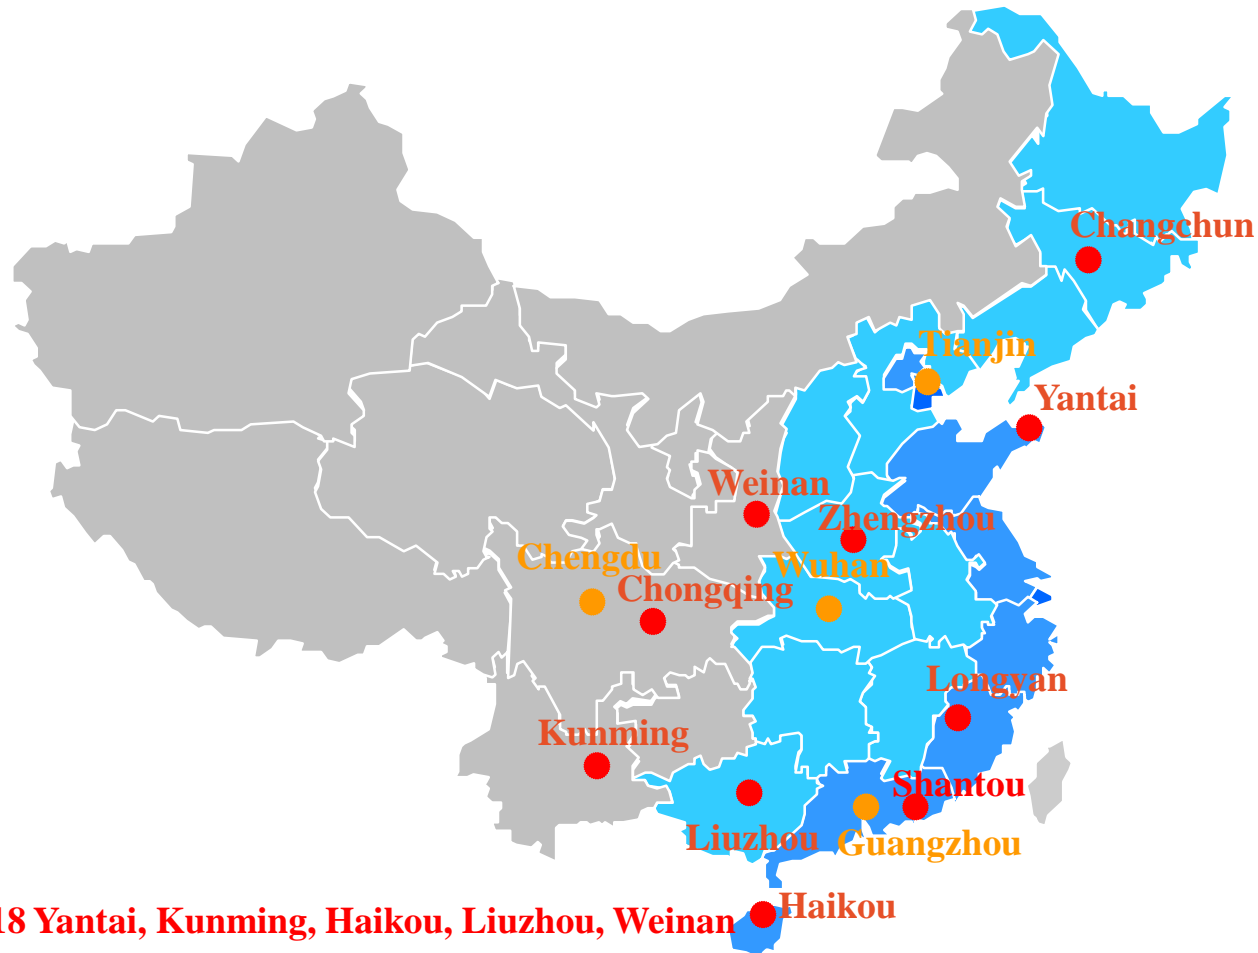 Changchun
Tianjin
Yantai
Weinan
Zhengzhou
Chengdu
Wuhan
Chongqing
Longyan
Kunming
Shantou
Liuzhou
Guangzhou
Haikou
18 Yantai, Kunming, Haikou, Liuzhou, Weinan